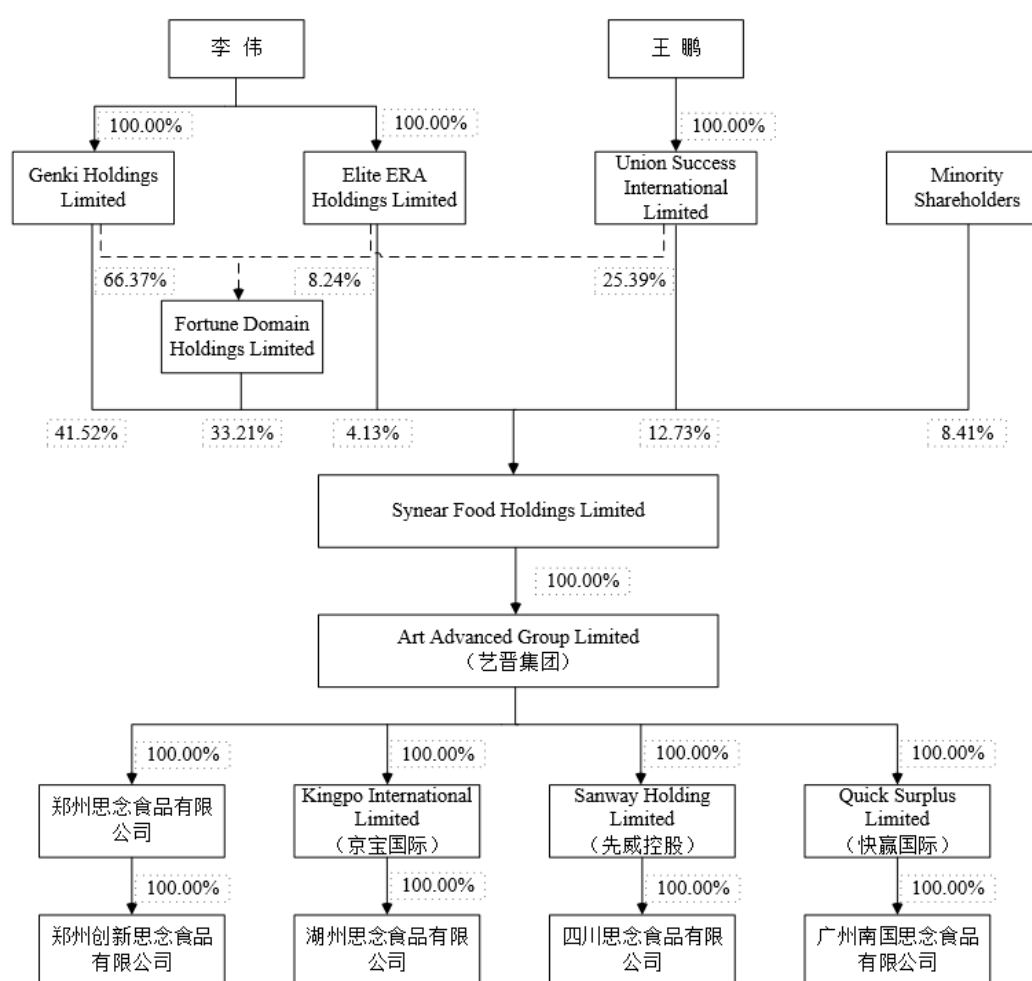 李 伟
王 鹏
100.00%
100.00%
100.00%
Genki Holdings
Limited
Elite ERA
Holdings Limited
Union Success
International
Limited
Minority
Shareholders
66.37%
8.24%
25.39%
Fortune Domain
Holdings Limited
41.52%
33.21%
4.13%
12.73%
8.41%
Synear Food Holdings Limited
100.00%
Art Advanced Group Limited
（艺晋集团）
100.00%
100.00%
100.00%
100.00%
郑州思念食品有限
公司
Kingpo International
Limited
（京宝国际）
Sanway Holding
Limited
（先威控股）
Quick Surplus
Limited
（快赢国际）
100.00%
100.00%
100.00%
100.00%
郑州创新思念食品
有限公司
湖州思念食品有限
公司
四川思念食品有限
公司
广州南国思念食品
有限公司